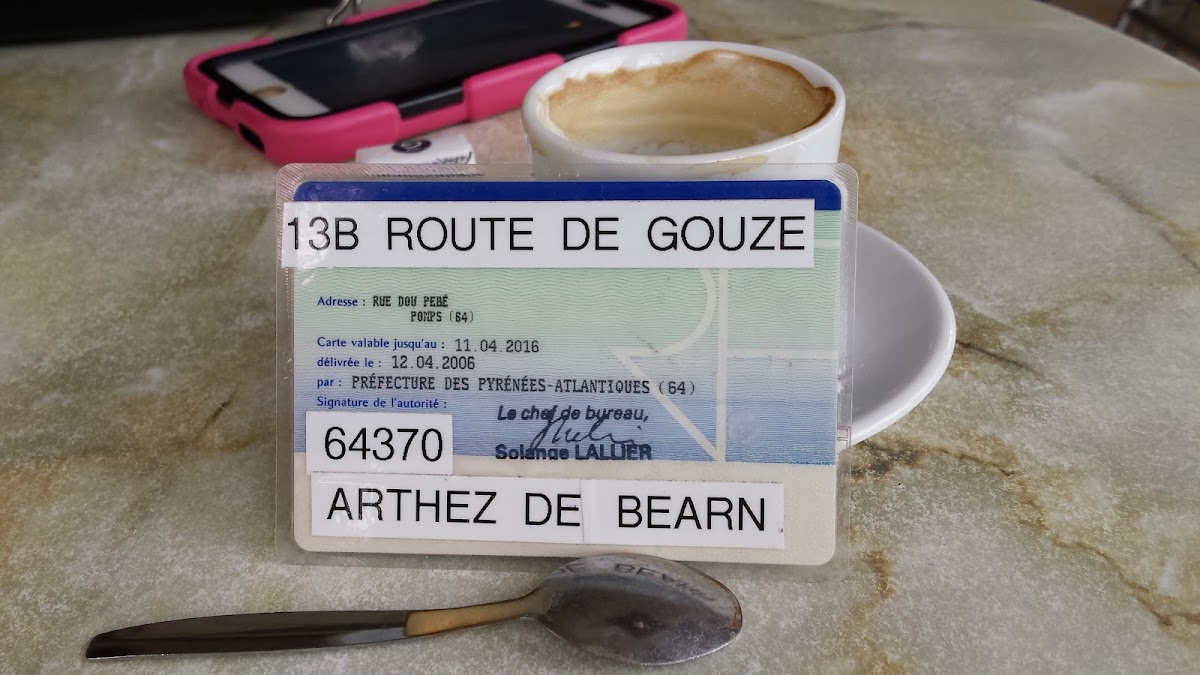 13B ROUTE DE GOUZE
Adresse : RUE DOU PEBÉ
POMPS (64)
Carte valable jusqu'au : 11.04.2016
délivrée le : 12.04.2006
par : PRÉFECTURE DES PYRÉNÉES-ATLANTIQUES (64)
Signature de l'autorité :
Le chef de bureau,
Solange LALLIER
64370
ARTHEZ DE BEARN